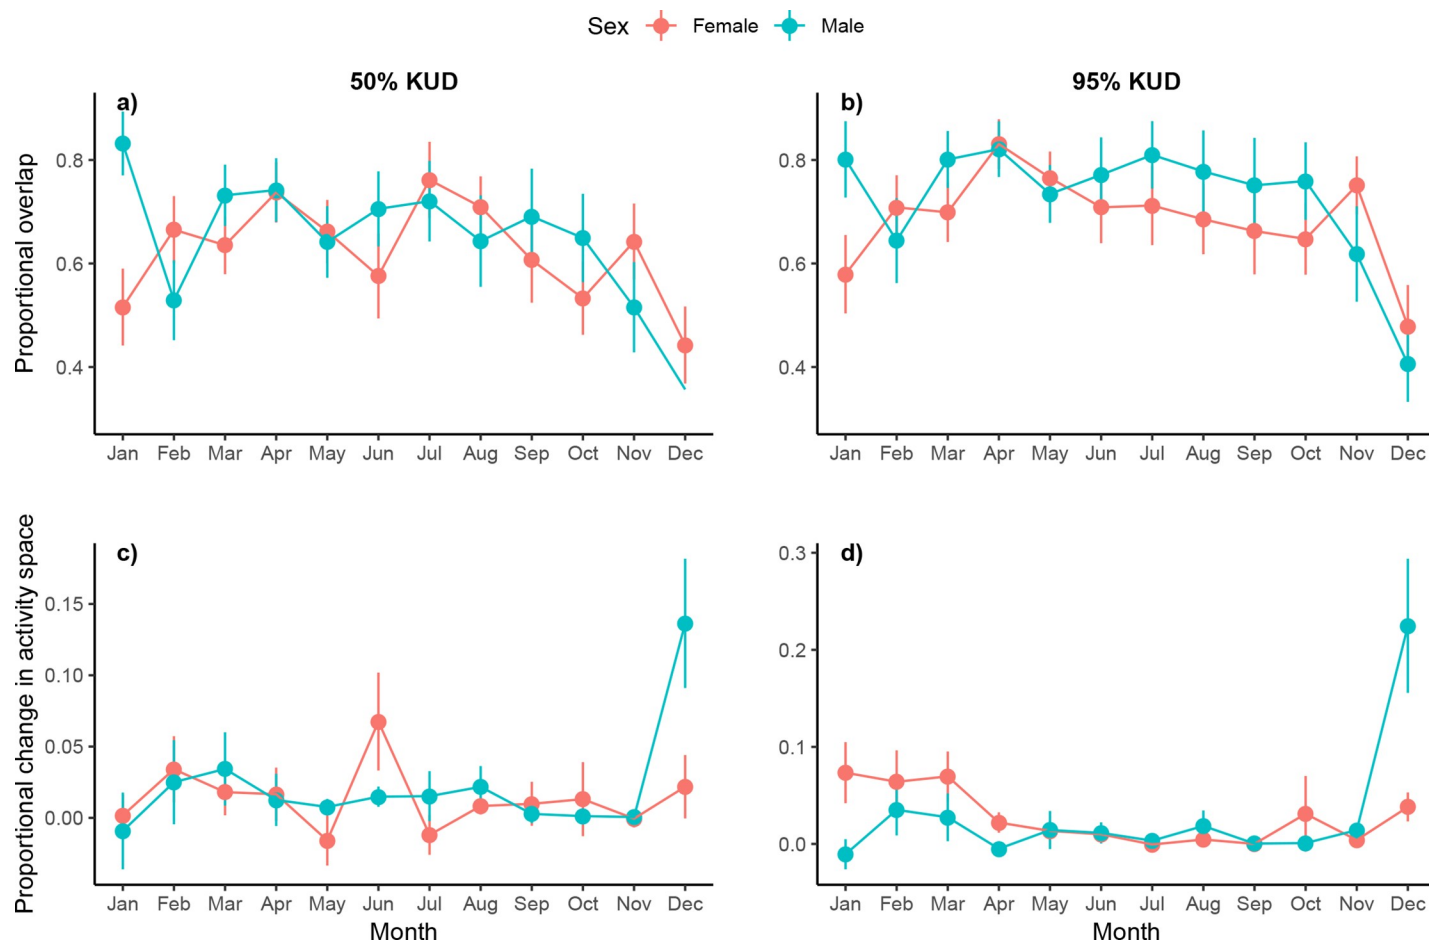 Sex Female Male
50% KUD
95% KUD
a)
b)
Proportional overlap
0.8
0.6
0.4
0.8
0.6
0.4
Jan Feb Mar Apr May Jun Jul Aug Sep Oct Nov Dec
Jan Feb Mar Apr May Jun Jul Aug Sep Oct Nov Dec
c)
d)
Proportional change in activity space
0.15
0.10
0.05
0.00
0.3
0.2
0.1
0.0
Jan Feb Mar Apr May Jun Jul Aug Sep Oct Nov Dec
Jan Feb Mar Apr May Jun Jul Aug Sep Oct Nov Dec
Month
Month